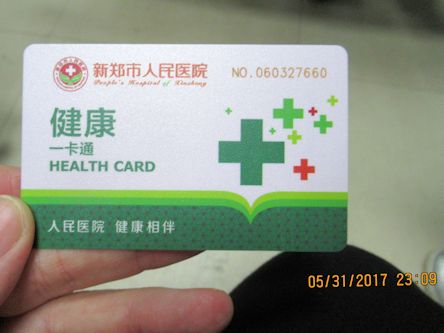 新郑市人民医院
People's Hospital of Xinzheng
NO.060327660
健康
一卡通
HEALTH CARD
人民医院 健康相伴
05/31/2017 23:09